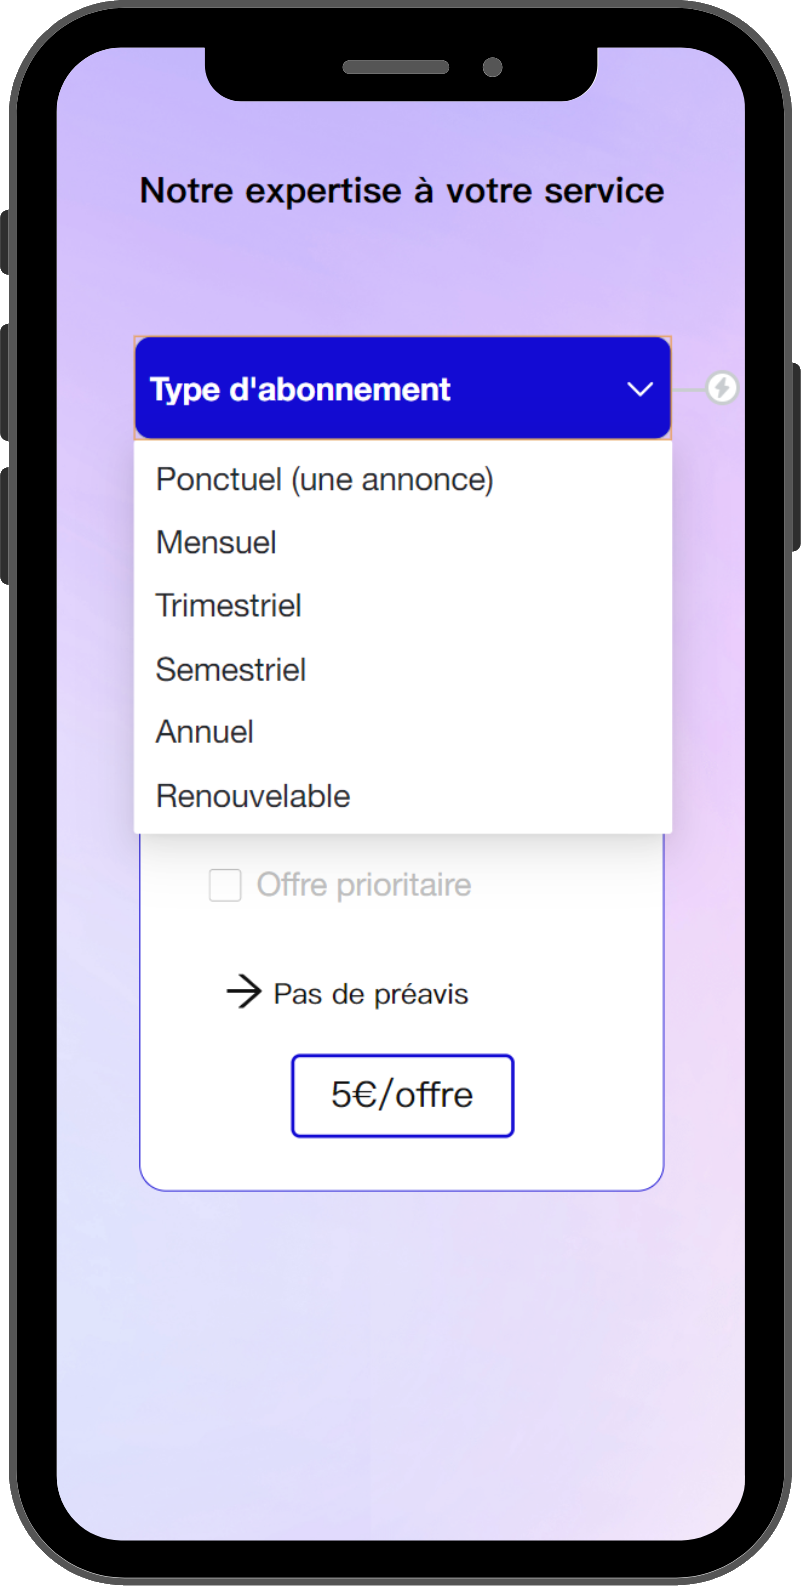 Notre expertise à votre service
Type d'abonnement
Ponctuel (une annonce)
Mensuel
Trimestriel
Semestriel
Annuel
Renouvelable
Offre prioritaire
Pas de préavis
5€/offre